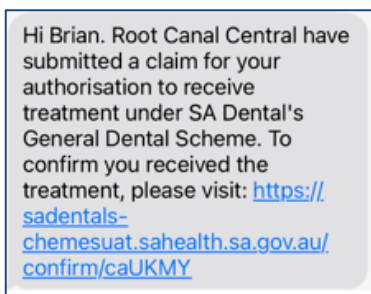 Hi Brian. Root Canal Central have
submitted a claim for your
authorisation to receive
treatment under SA Dental's
General Dental Scheme. To
confirm you received the
treatment, please visit: https://
sadentals-
chemesuat.sahealth.sa.gov.au/
confirm/caUKMY